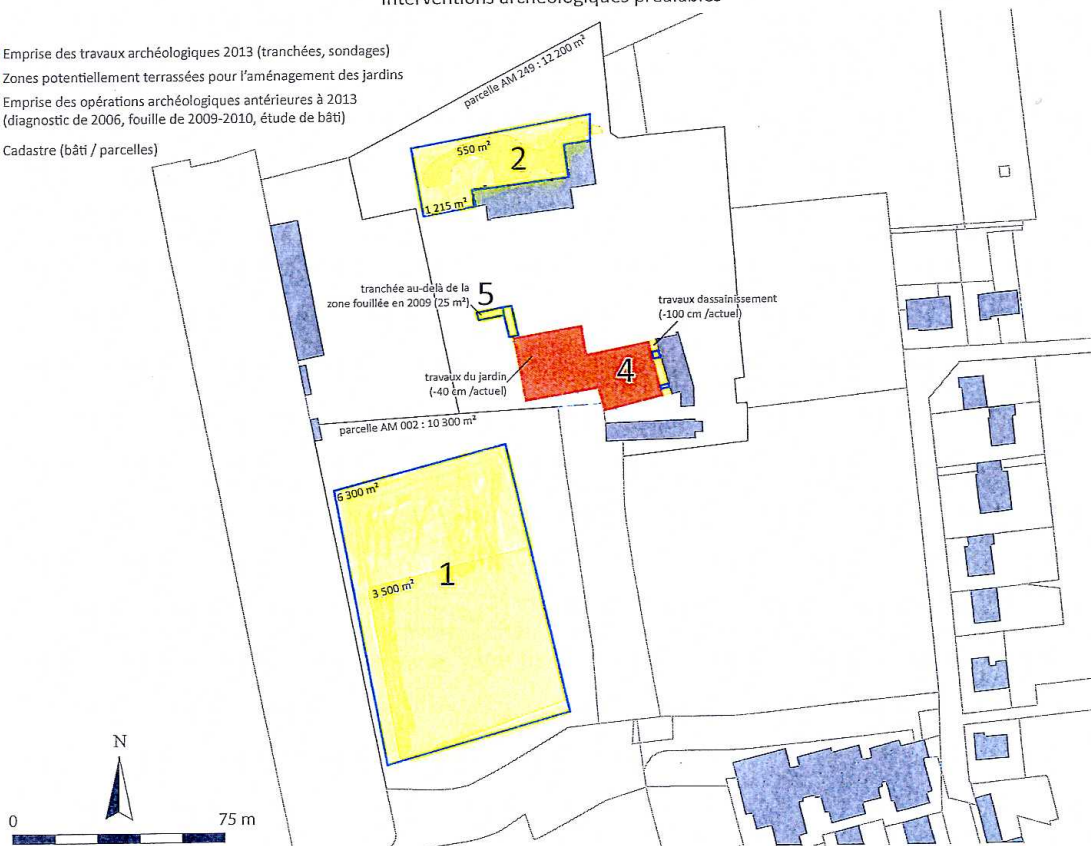 Interventions archéologiques préalables
Emprise des travaux archéologiques 2013 (tranchées, sondages)
Zones potentiellement terrassées pour l'aménagement des jardins
Emprise des opérations archéologiques antérieures à 2013
(diagnostic de 2006, fouille de 2009-2010, étude de bâti)
Cadastre (bâti / parcelles)
parcelle AM 249 : 12 200 m²
550 m²
2
1 215 m²
tranchée au-delà de la
zone fouillée en 2009 (25 m²)
5
travaux dassainissement
(-100 cm /actuel)
4
travaux du jardin
(-40 cm /actuel)
parcelle AM 002 : 10 300 m²
6 300 m²
3 500 m²
1
N
0
75 m